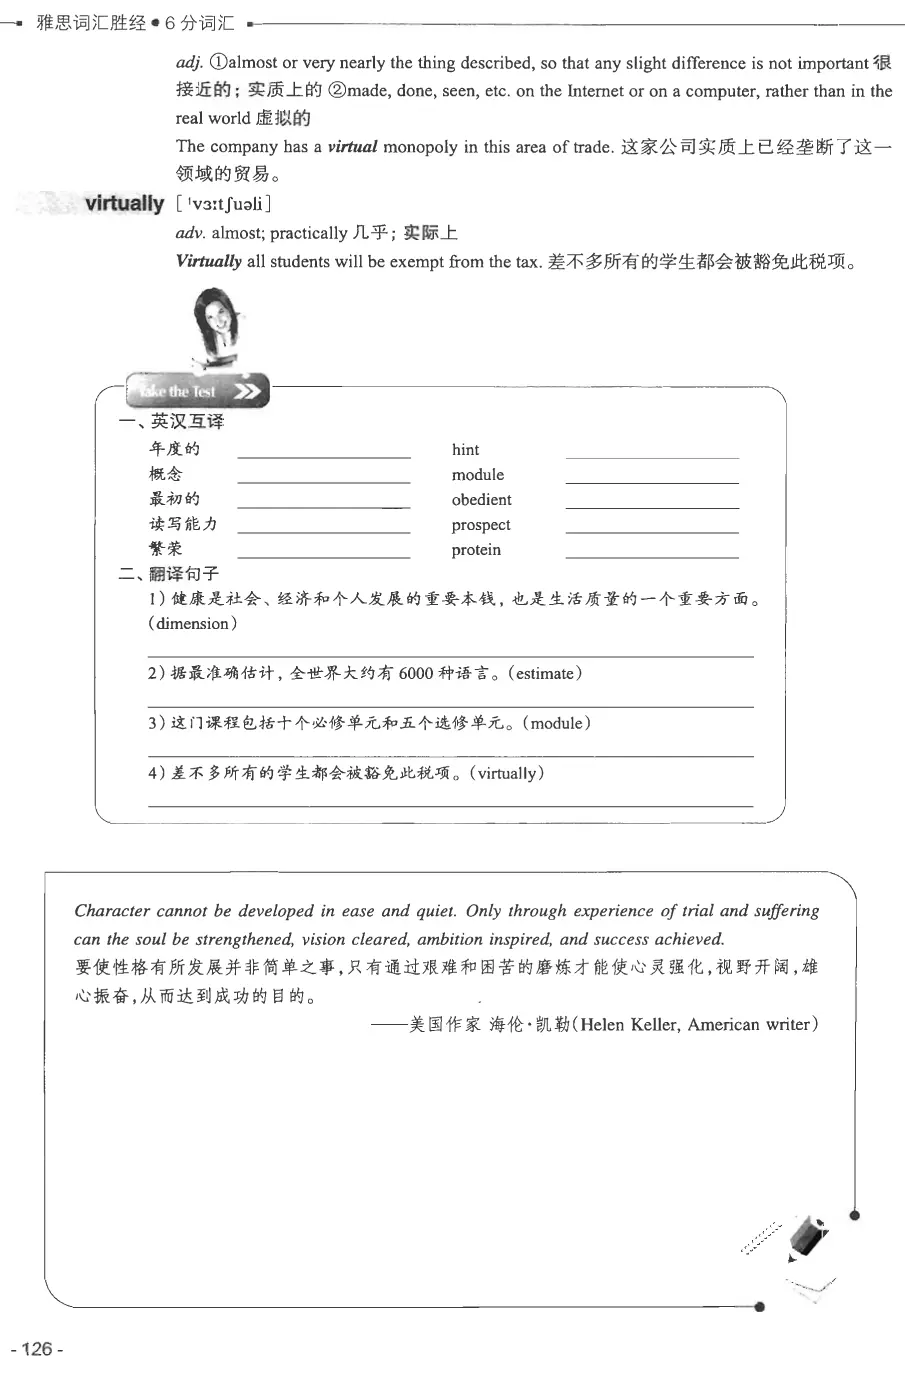 雅思词汇胜经•6分词汇
adj. ①almost or very nearly the thing described, so that any slight difference is not important 很
接近的；实质上的 ②made, done, seen, etc. on the Internet or on a computer, rather than in the
real world 虚拟的
The company has a virtual monopoly in this area of trade. 这家公司实质上已经垄断了这一
领域的贸易。
virtually [ˈvɜːtʃuəli]
adv. almost; practically 几乎；实际上
Virtually all students will be exempt from the tax. 差不多所有的学生都会被豁免此税项。
Take the Test
一、英汉互译
年度的 hint
概念 module
最初的 obedient
读写能力 prospect
繁荣 protein
二、翻译句子
1) 健康是社会、经济和个人发展的重要本钱，也是生活质量的一个重要方面。
(dimension)
2) 据最准确估计，全世界大约有 6000 种语言。(estimate)
3) 这门课程包括十个必修单元和五个选修单元。(module)
4) 差不多所有的学生都会被豁免此税项。(virtually)
Character cannot be developed in ease and quiet. Only through experience of trial and suffering
can the soul be strengthened, vision cleared, ambition inspired, and success achieved.
要使性格有所发展并非简单之事,只有通过艰难和困苦的磨炼才能使心灵强化,视野开阔,雄
心振奋,从而达到成功的目的。
——美国作家 海伦·凯勒(Helen Keller, American writer)
- 126 -